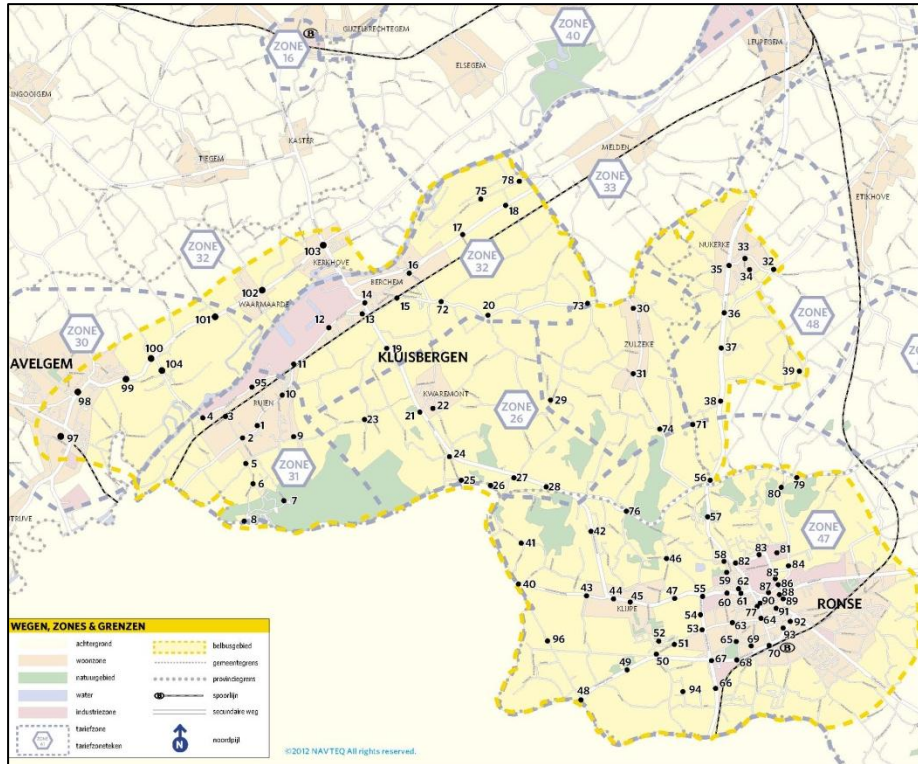 GIJZELBRECHTEGEM
ZONE
16
ZONE
40
ELSEGEM
LEUPEGEM
INGOOIGEM
KASTER
TIEGEM
MELDEN
ZONE
33
ETIKHOVE
78
75
18
17
ZONE
32
103
KERKHOVE
ZONE
32
NUKERKE
33
32
34
35
16
BERCHEM
102
WAARMAARDE
14
15
13
72
20
73
30
36
ZONE
48
101
12
ZULZEKE
ZONE
30
AVELGEM
100
104
19
KLUISBERGEN
37
99
11
31
39
98
95
10
RUIEN
KWAREMONT
21
22
29
38
4
3
1
23
ZONE
26
74
71
97
2
9
24
5
ZONE
31
25
26
27
28
56
79
80
6
7
8
76
57
ZONE
47
41
42
46
58
82
83
81
59
84
85
40
43
44
45
47
55
60
62
61
87
86
88
KLIJPE
90
89
RONSE
77
91
54
53
63
64
92
93
96
52
51
65
69
70
50
67
68
49
48
94
66
WEGEN, ZONES & GRENZEN
achtergrond
belbusgebied
woonzone
gemeentegrens
natuurgebied
provinciegrens
water
spoorlijn
industriezone
secundaire weg
tariefzone
tariefzoneteken
N
noordpijl
©2012 NAVTEQ All rights reserved.